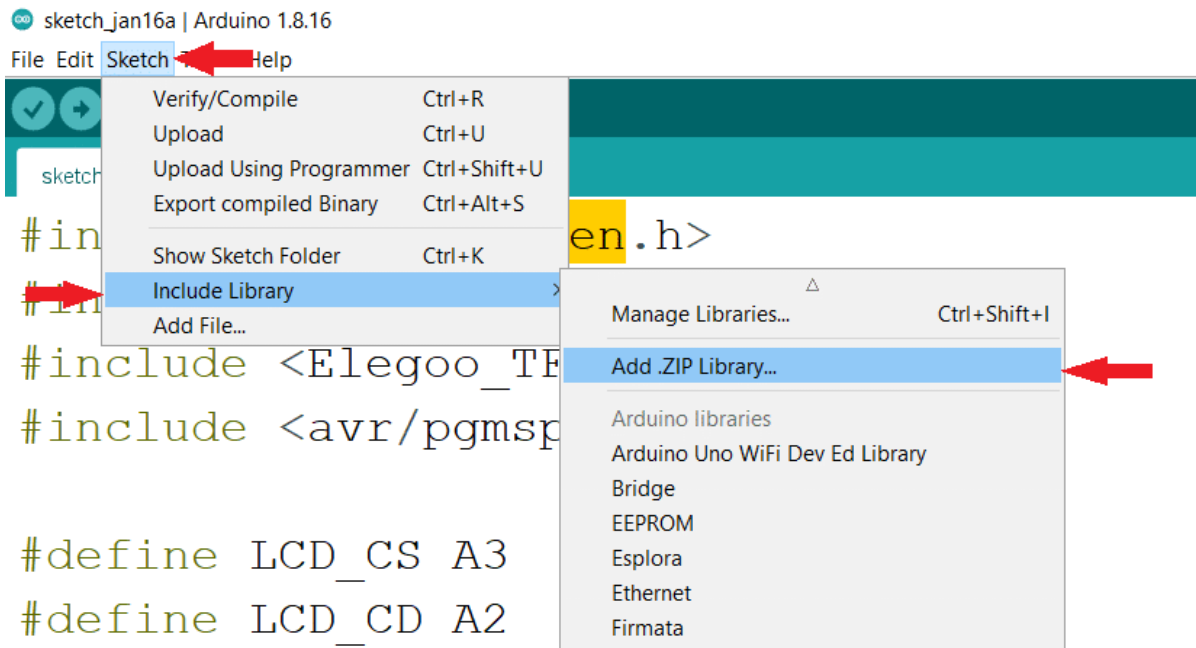 sketch_jan16a | Arduino 1.8.16
File Edit Sketch Help
Verify/Compile Ctrl+R
Upload Ctrl+U
Upload Using Programmer Ctrl+Shift+U
Export compiled Binary Ctrl+Alt+S
Show Sketch Folder Ctrl+K
Include Library >
Add File...
Manage Libraries... Ctrl+Shift+I
Add .ZIP Library...
Arduino libraries
Arduino Uno WiFi Dev Ed Library
Bridge
EEPROM
Esplora
Ethernet
Firmata
sketch
#in en.h>
#in
#include <Elegoo_TF
#include <avr/pgmsp
#define LCD_CS A3
#define LCD_CD A2